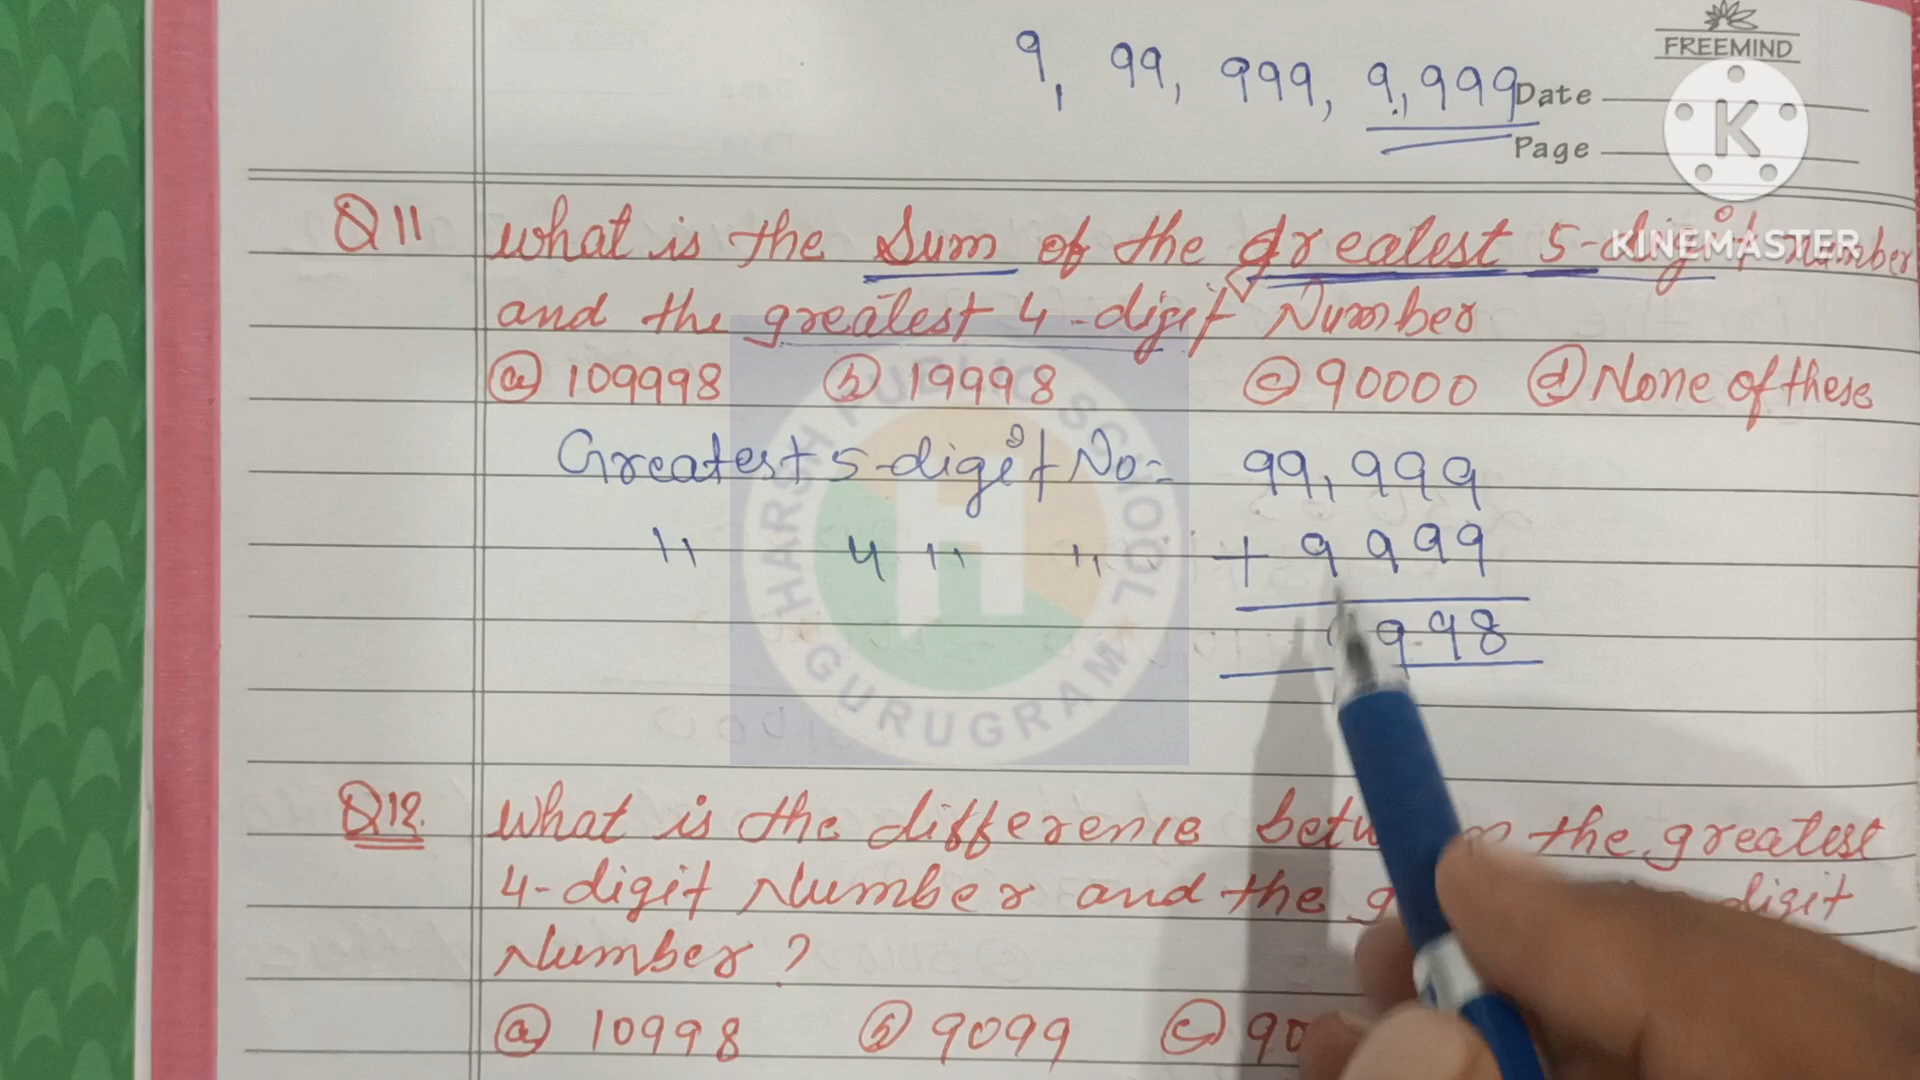 FREEMIND
9, 99, 999, 9,999
Date
Page
KINEMASTER
Q11 What is the Sum of the greatest 5-digit number
and the greatest 4-digit Number
(a) 109998 (b) 19998 (c) 90000 (d) None of these
Greatest 5-digit No= 99,999
" 4 " " + 9999
998
HARSH PUBLIC SCHOOL
GURUGRAM
Q12. What is the difference the greatest
4-digit Number and the digit
Number?
(a) 10998 (b) 9099 (c) 90